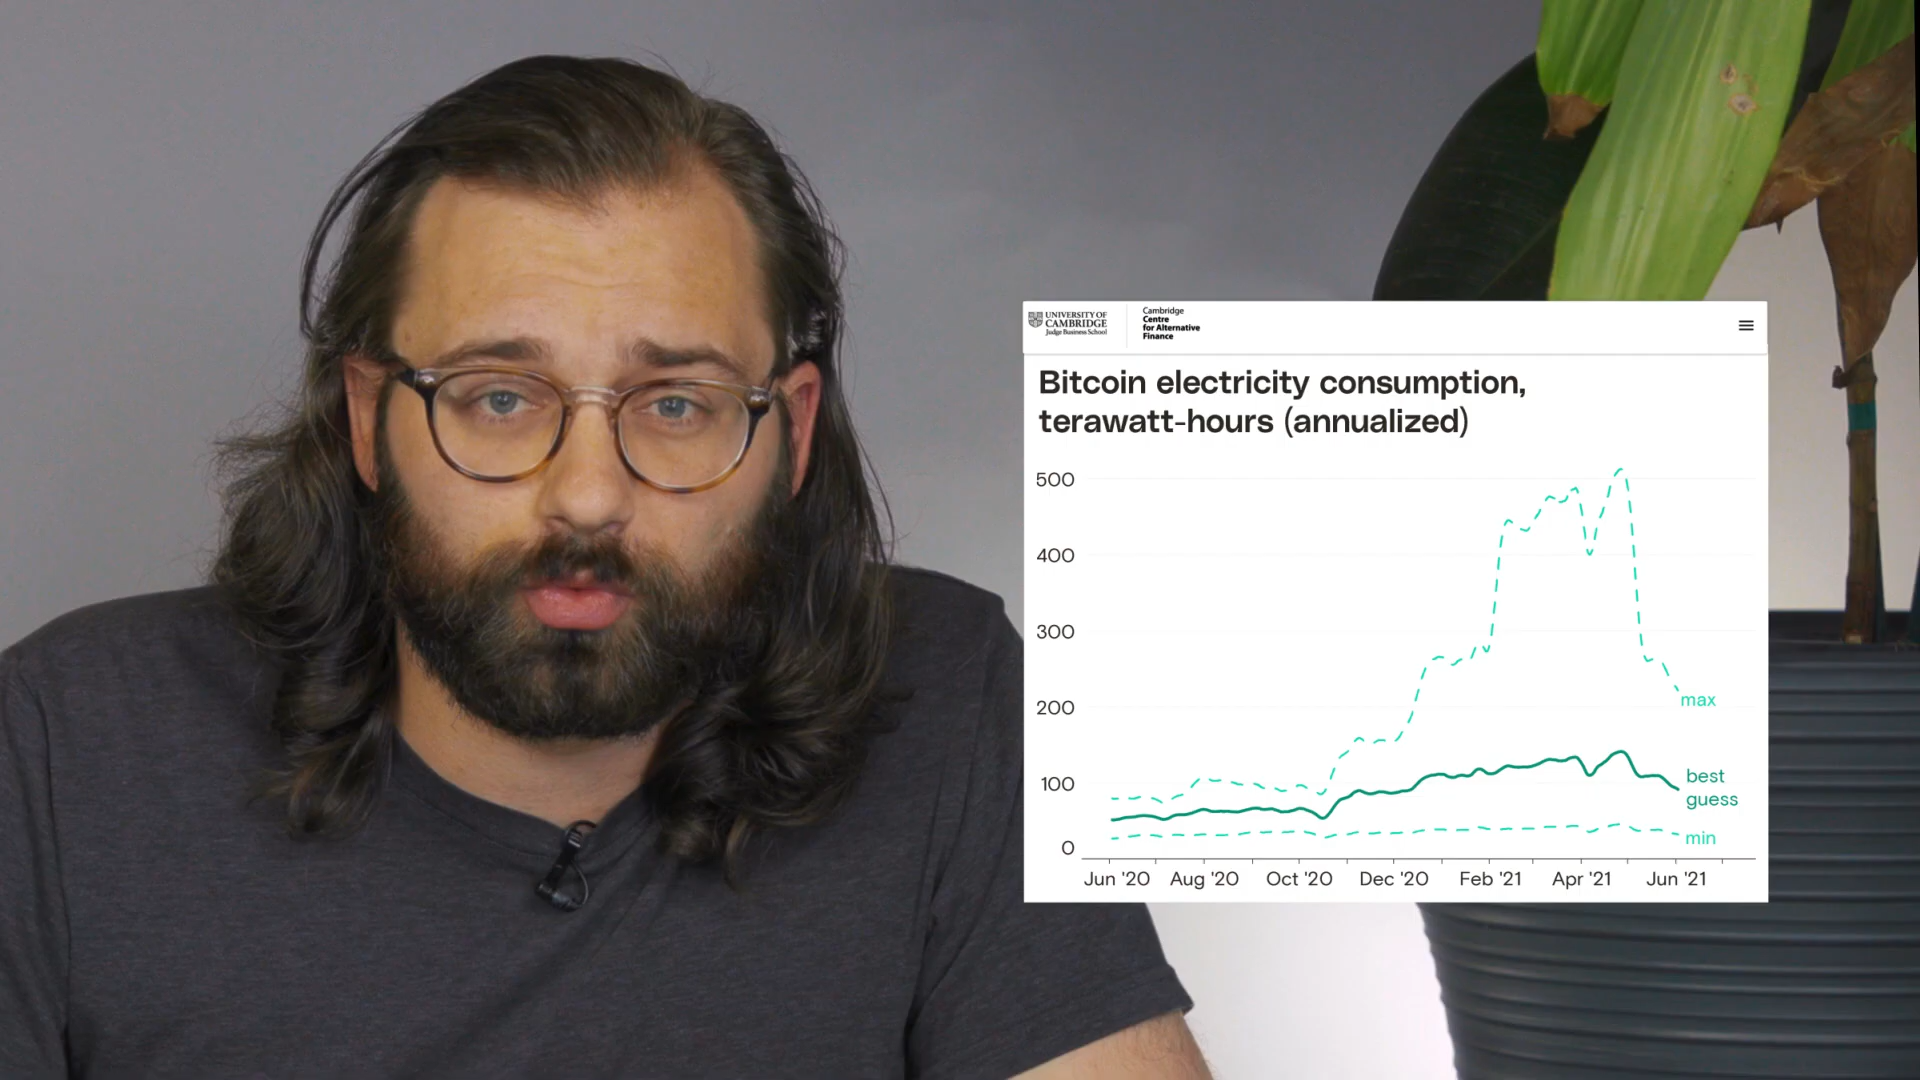 UNIVERSITY OF
CAMBRIDGE
Judge Business School
Cambridge
Centre
for Alternative
Finance
Bitcoin electricity consumption,
terawatt-hours (annualized)
500
400
300
200
100
0
max
best
guess
min
Jun '20 Aug '20 Oct '20 Dec '20 Feb '21 Apr '21 Jun '21